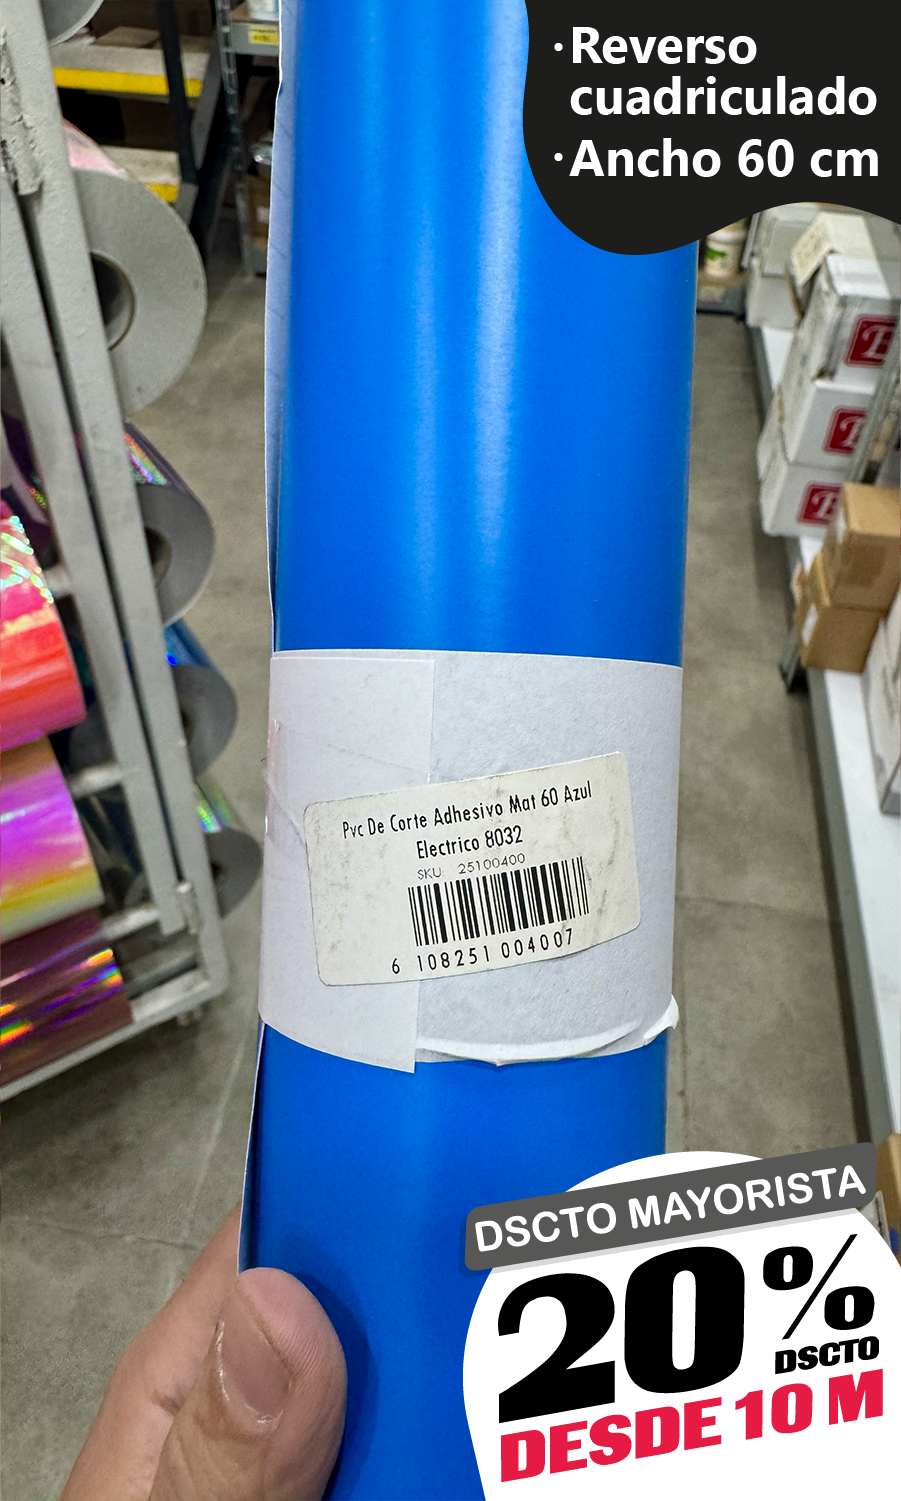 ·Reverso
cuadriculado
·Ancho 60 cm
Pvc De Corte Adhesivo Mat 60 Azul
Electrico 8032
SKU: 25100400
6 108251 004007
DSCTO MAYORISTA
20%
DSCTO
DESDE 10 M